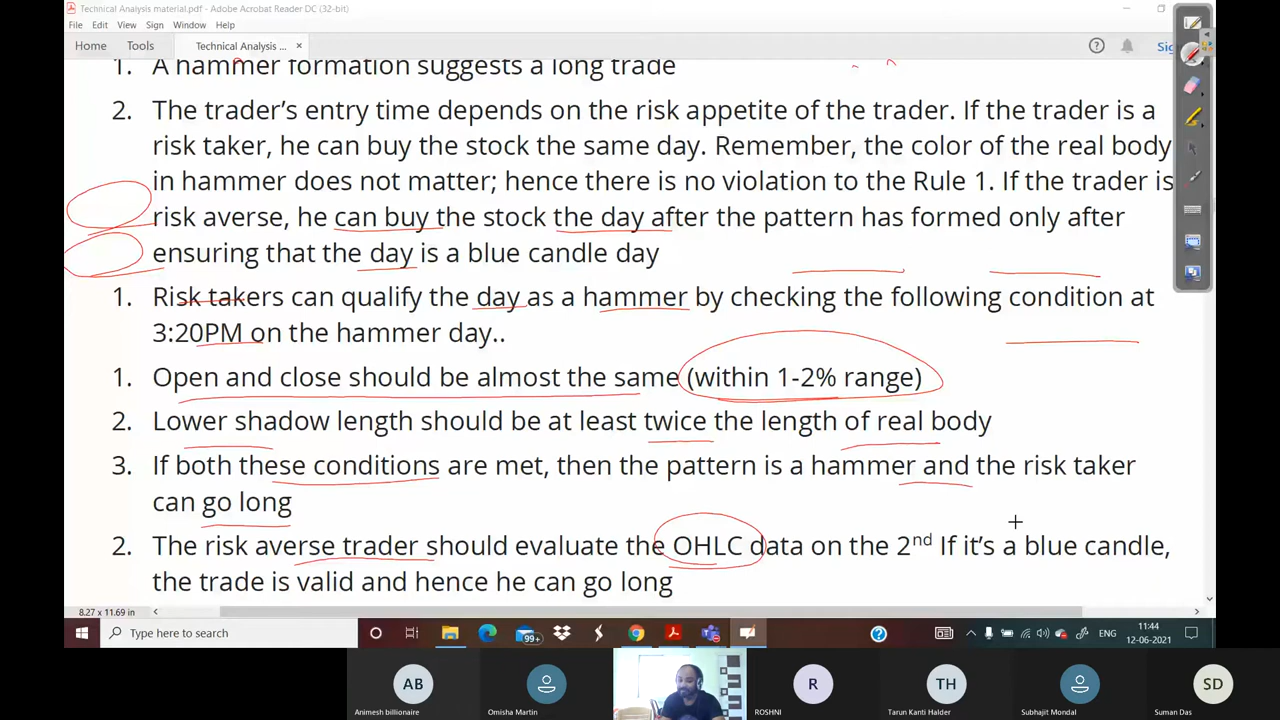 Technical Analysis material.pdf - Adobe Acrobat Reader DC (32-bit)
File Edit View Sign Window Help
Home Tools Technical Analysis ... ×
1. A hammer formation suggests a long trade
2. The trader's entry time depends on the risk appetite of the trader. If the trader is a
risk taker, he can buy the stock the same day. Remember, the color of the real body
in hammer does not matter; hence there is no violation to the Rule 1. If the trader is
risk averse, he can buy the stock the day after the pattern has formed only after
ensuring that the day is a blue candle day
1. Risk takers can qualify the day as a hammer by checking the following condition at
3:20PM on the hammer day..
1. Open and close should be almost the same (within 1-2% range)
2. Lower shadow length should be at least twice the length of real body
3. If both these conditions are met, then the pattern is a hammer and the risk taker
can go long
2. The risk averse trader should evaluate the OHLC data on the 2nd If it's a blue candle,
the trade is valid and hence he can go long
8.27 x 11.69 in
Type here to search
99+
ENG
11:44
12-06-2021
AB
R
TH
SD
Animesh billionaire
Omisha Martin
ROSHNI
Tarun Kanti Halder
Subhajit Mondal
Suman Das